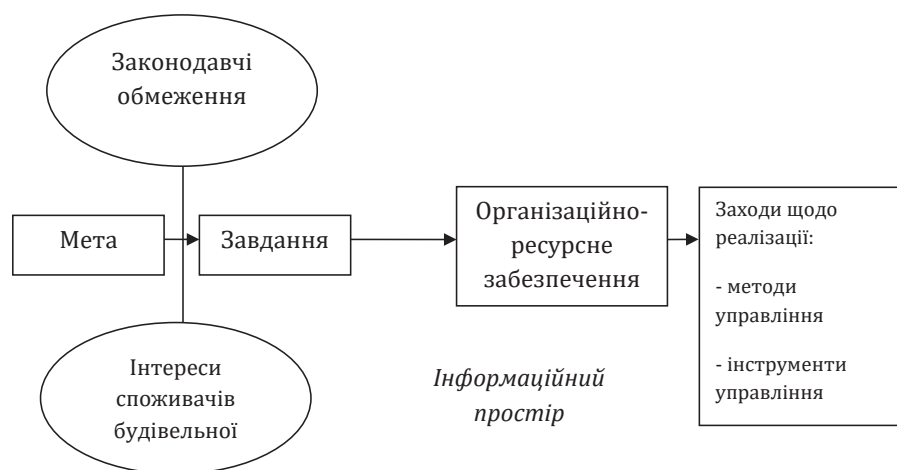 Законодавчі
обмеження
Мета
Завдання
Організаційно-
ресурсне
забезпечення
Заходи щодо
реалізації:
- методи
управління
- інструменти
управління
Інтереси
споживачів
будівельної
Інформаційний
простір